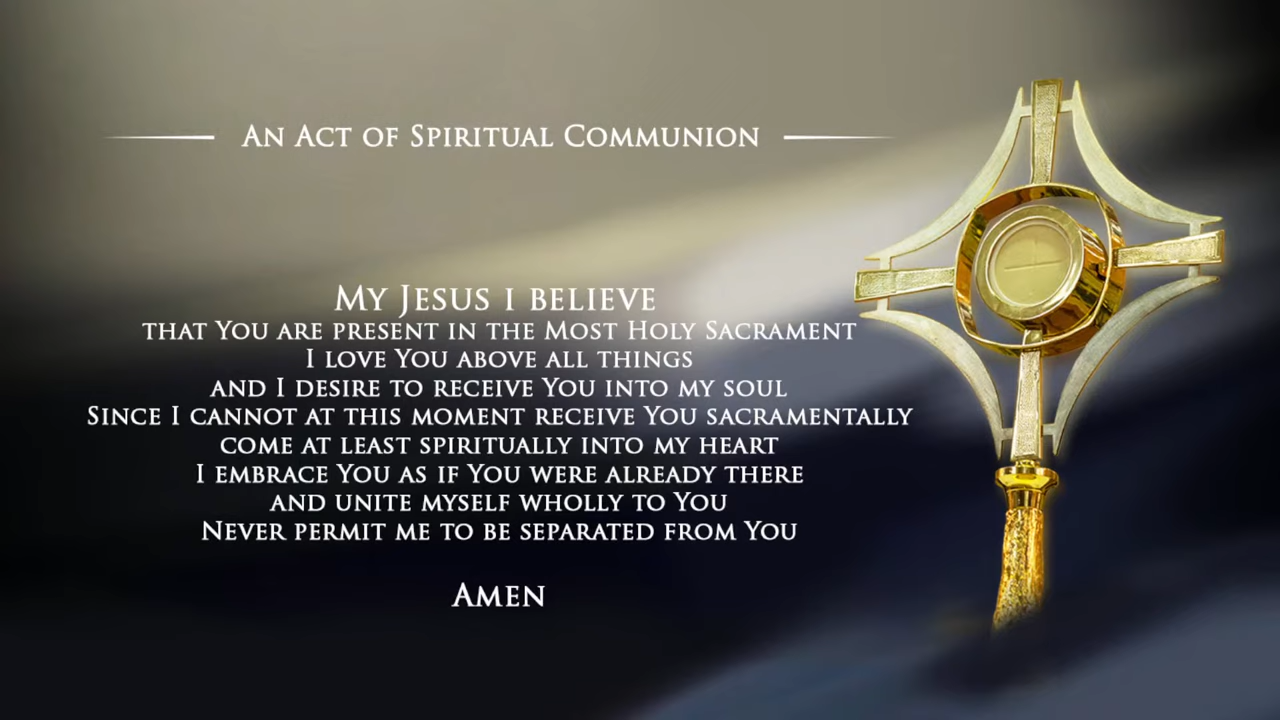 An Act of Spiritual Communion
My Jesus i believe
that You are present in the Most Holy Sacrament
I love You above all things
and I desire to receive You into my soul
Since I cannot at this moment receive You sacramentally
come at least spiritually into my heart
I embrace You as if You were already there
and unite myself wholly to You
Never permit me to be separated from You
Amen